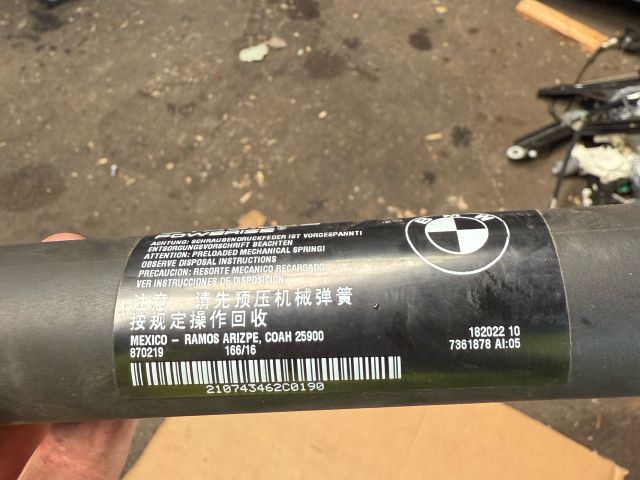 POWERISE®
ACHTUNG: SCHRAUBENDRUCKFEDER IST VORGESPANNT!
ENTSORGUNGSVORSCHRIFT BEACHTEN
ATTENTION: PRELOADED MECHANICAL SPRING!
OBSERVE DISPOSAL INSTRUCTIONS
PRECAUCION: RESORTE MECANICO RECARGADO
VER INSTRUCCIONES DE DISPOSICION
注意: 请先预压机械弹簧
按规定操作回收
MEXICO - RAMOS ARIZPE, COAH 25900
870219 166/16
210743462C0190
BMW
182022 10
7361878 AI:05